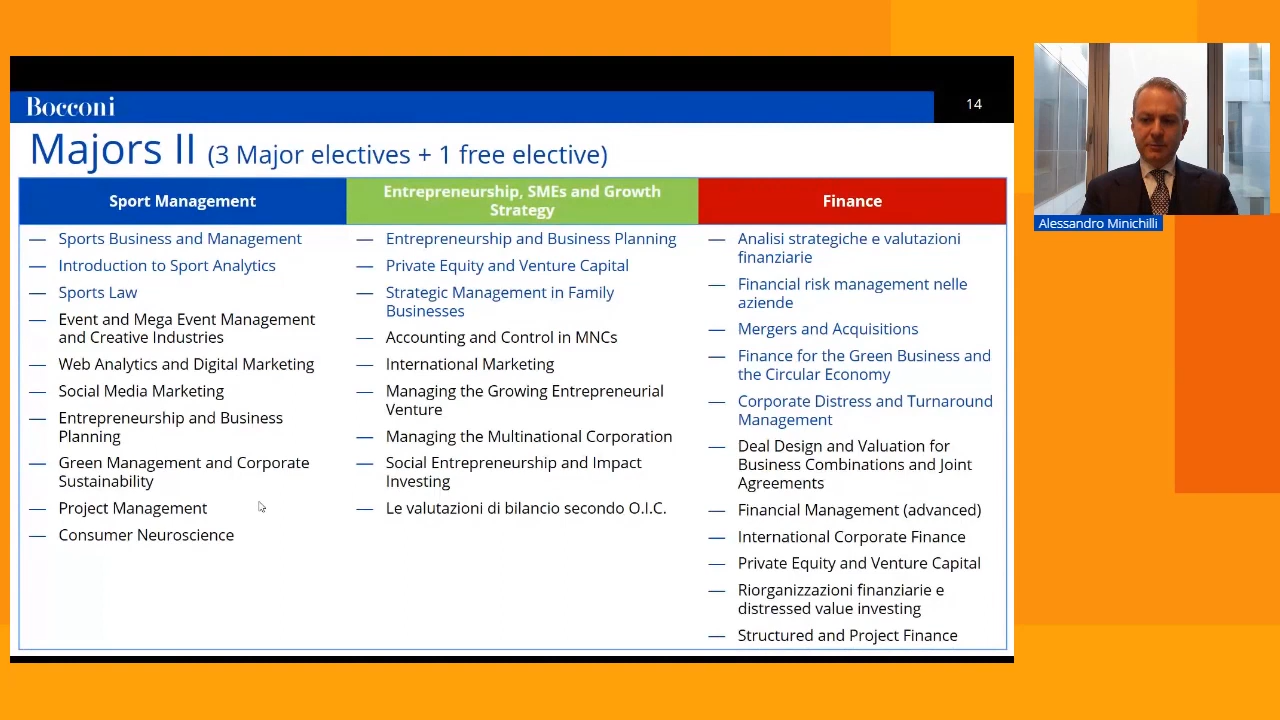 Bocconi
14
Majors II (3 Major electives + 1 free elective)
Sport Management
— Sports Business and Management
— Introduction to Sport Analytics
— Sports Law
— Event and Mega Event Management
and Creative Industries
— Web Analytics and Digital Marketing
— Social Media Marketing
— Entrepreneurship and Business
Planning
— Green Management and Corporate
Sustainability
— Project Management
— Consumer Neuroscience
Entrepreneurship, SMEs and Growth
Strategy
— Entrepreneurship and Business Planning
— Private Equity and Venture Capital
— Strategic Management in Family
Businesses
— Accounting and Control in MNCs
— International Marketing
— Managing the Growing Entrepreneurial
Venture
— Managing the Multinational Corporation
— Social Entrepreneurship and Impact
Investing
— Le valutazioni di bilancio secondo O.I.C.
Finance
— Analisi strategiche e valutazioni
finanziarie
— Financial risk management nelle
aziende
— Mergers and Acquisitions
— Finance for the Green Business and
the Circular Economy
— Corporate Distress and Turnaround
Management
— Deal Design and Valuation for
Business Combinations and Joint
Agreements
— Financial Management (advanced)
— International Corporate Finance
— Private Equity and Venture Capital
— Riorganizzazioni finanziarie e
distressed value investing
— Structured and Project Finance
Alessandro Minichilli